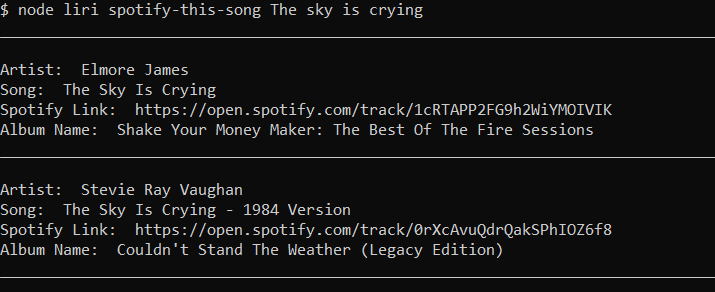 $ node liri spotify-this-song The sky is crying
Artist:  Elmore James
Song:  The Sky Is Crying
Spotify Link:  https://open.spotify.com/track/1cRTAPP2FG9h2WiYMOIVIK
Album Name:  Shake Your Money Maker: The Best Of The Fire Sessions
Artist:  Stevie Ray Vaughan
Song:  The Sky Is Crying - 1984 Version
Spotify Link:  https://open.spotify.com/track/0rXcAvuQdrQakSPhIOZ6f8
Album Name:  Couldn't Stand The Weather (Legacy Edition)